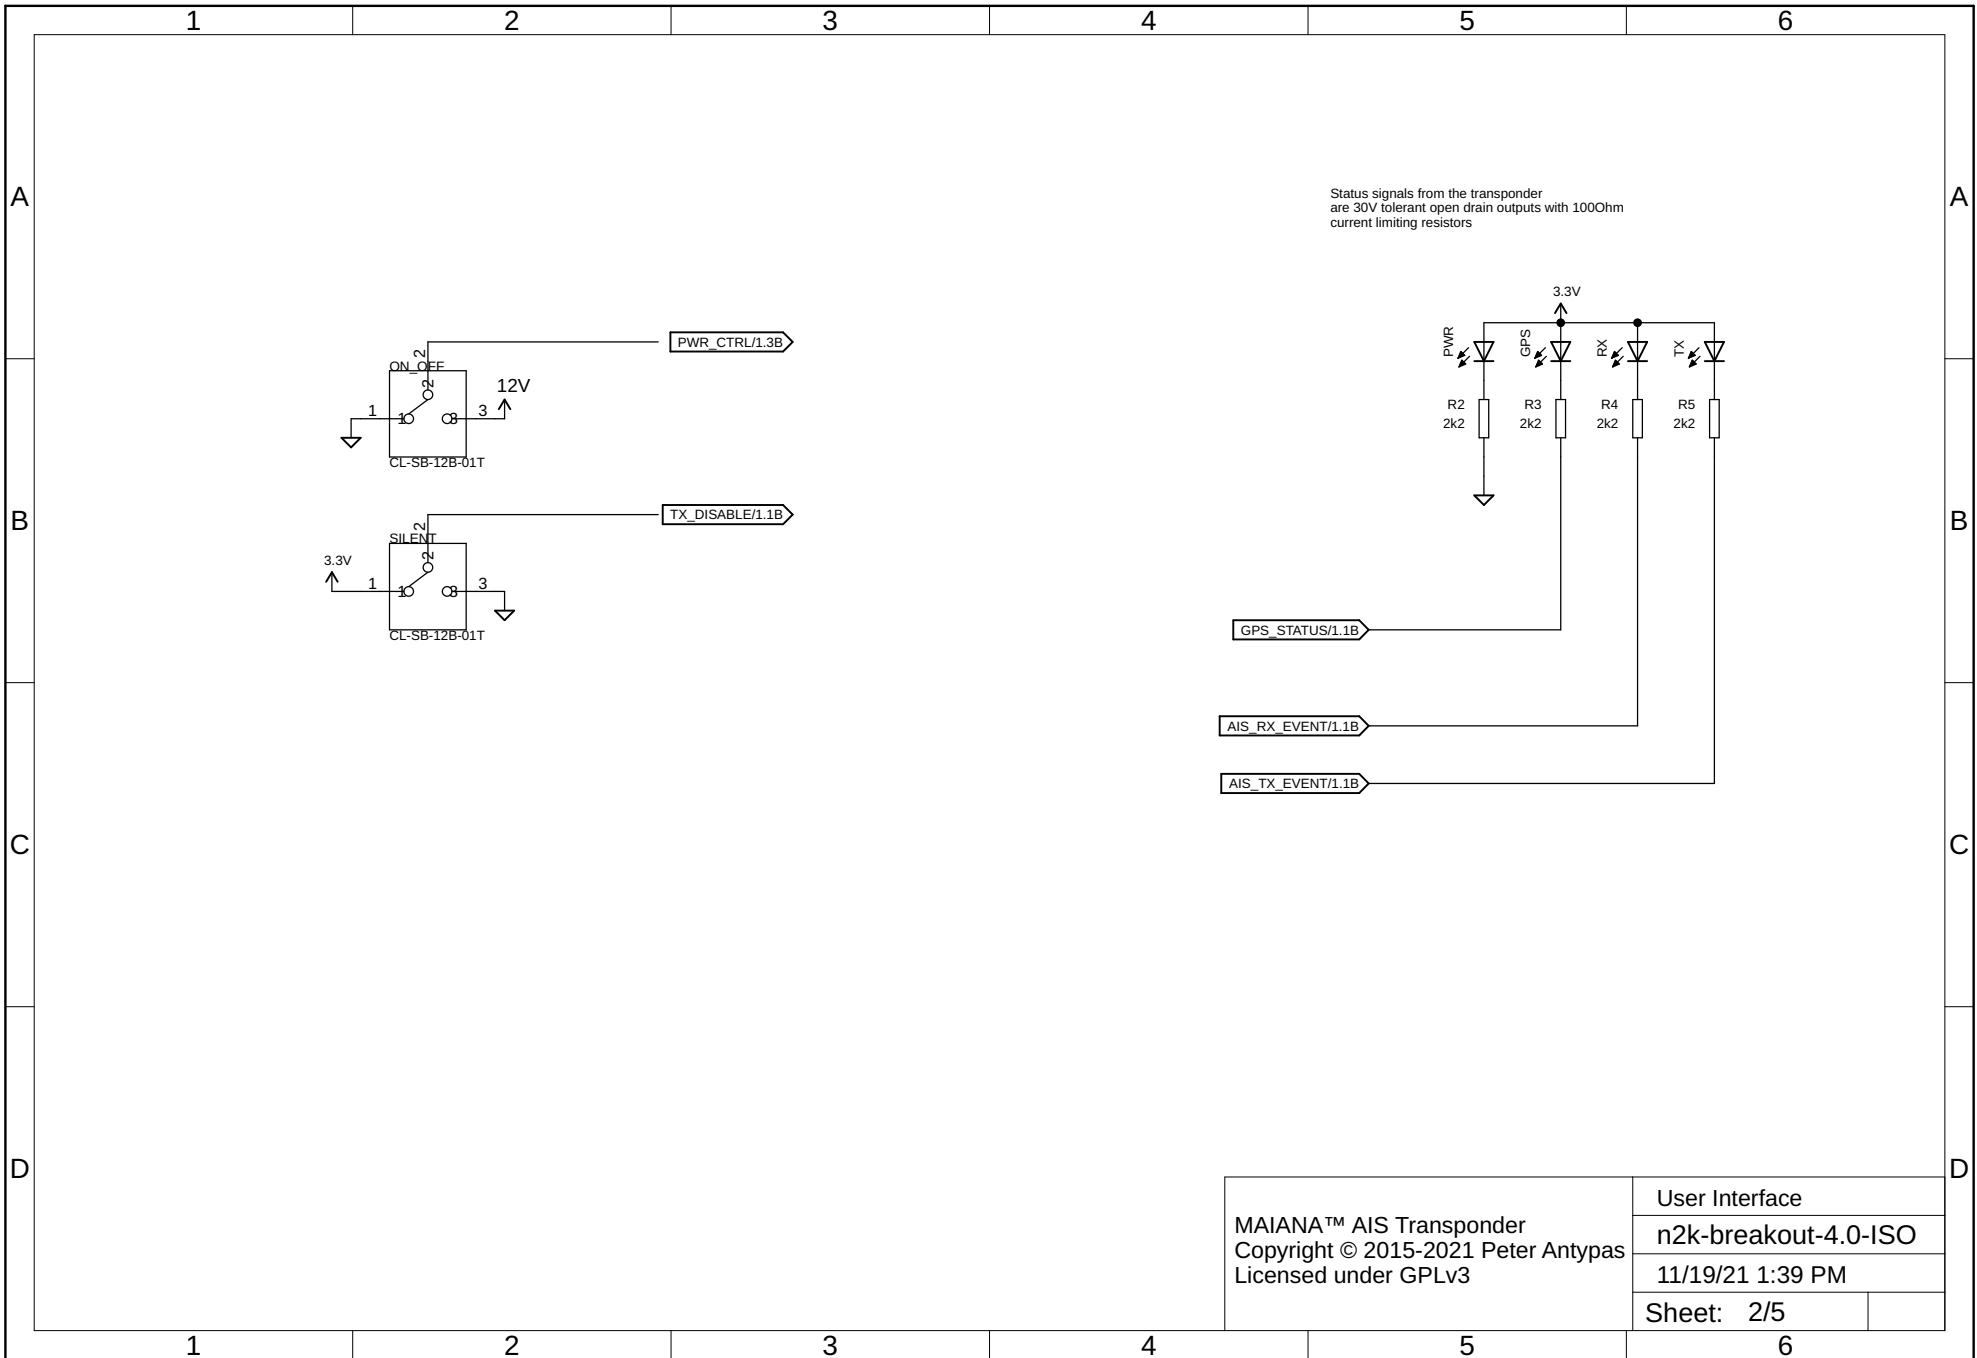 1 2 3 4 5 6
A A
Status signals from the transponder
are 30V tolerant open drain outputs with 100Ohm
current limiting resistors
3.3V
PWR_CTRL/1.3B
PWR GPS RX TX
2
ON_OFF
2
12V
1 1 3 3
R2 R3 R4 R5
2k2 2k2 2k2 2k2
CL-SB-12B-01T
B B
TX_DISABLE/1.1B
2
SILENT
2
3.3V
1 1 3 3
CL-SB-12B-01T
GPS_STATUS/1.1B
AIS_RX_EVENT/1.1B
AIS_TX_EVENT/1.1B
C C
D D
MAIANA™ AIS Transponder
Copyright © 2015-2021 Peter Antypas
Licensed under GPLv3
User Interface
n2k-breakout-4.0-ISO
11/19/21 1:39 PM
Sheet: 2/5
1 2 3 4 5 6